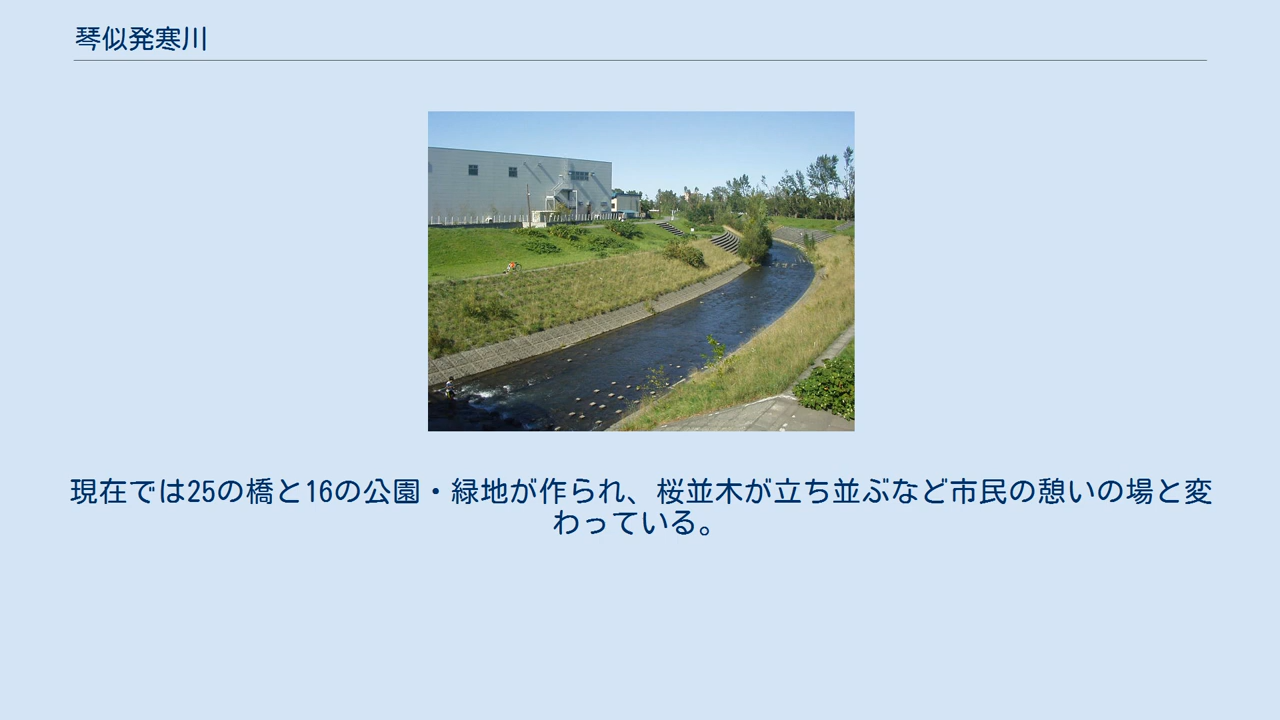 琴似発寒川
現在では25の橋と16の公園・緑地が作られ、桜並木が立ち並ぶなど市民の憩いの場と変
わっている。